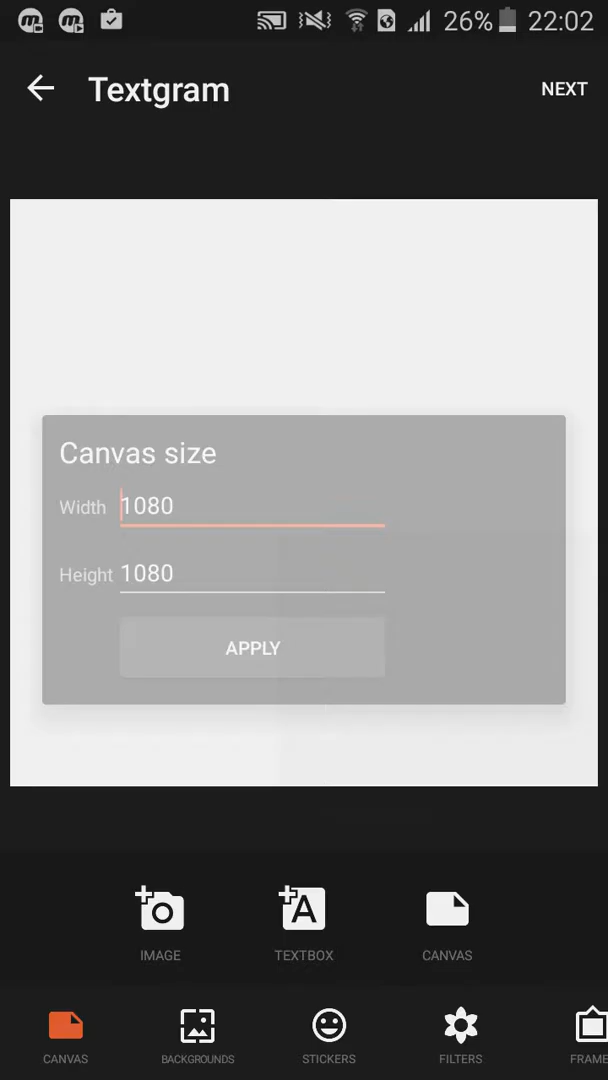 26% 22:02
Textgram NEXT
Canvas size
Width 1080
Height 1080
APPLY
IMAGE TEXTBOX CANVAS
CANVAS BACKGROUNDS STICKERS FILTERS FRAME